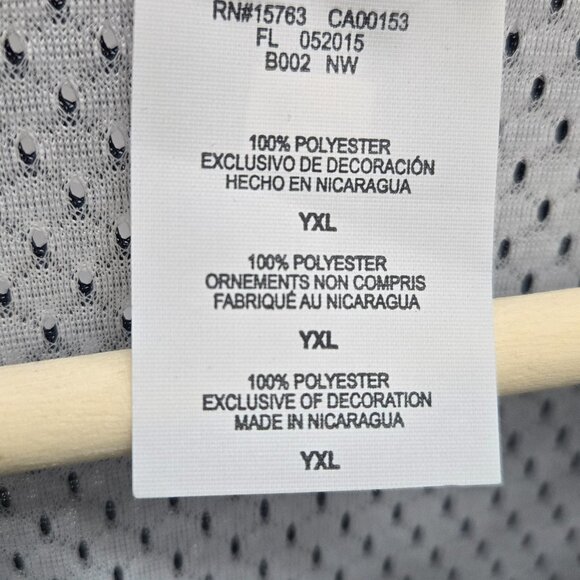 RN#15763 CA00153
FL 052015
B002 NW
100% POLYESTER
EXCLUSIVO DE DECORACIÓN
HECHO EN NICARAGUA
YXL
100% POLYESTER
ORNEMENTS NON COMPRIS
FABRIQUÉ AU NICARAGUA
YXL
100% POLYESTER
EXCLUSIVE OF DECORATION
MADE IN NICARAGUA
YXL